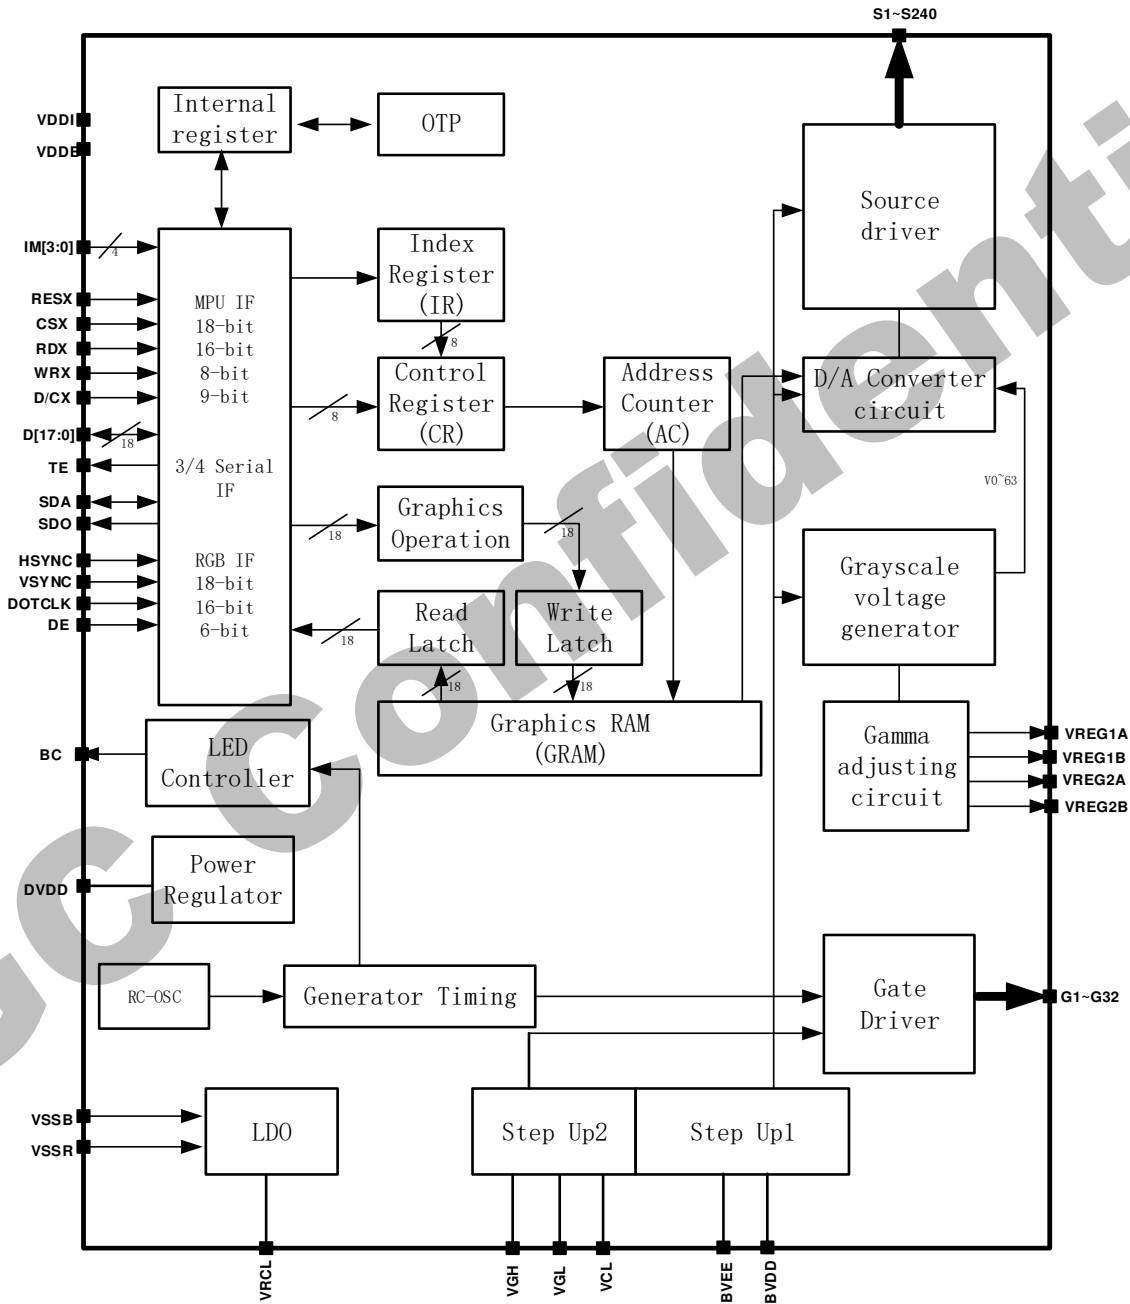 S1~S240
VDDI
VDDB
Internal
register
OTP
Source
driver
IM[3:0]
4
RESX
CSX
RDX
WRX
D/CX
D[17:0]
18
TE
SDA
SDO
HSYNC
VSYNC
DOTCLK
DE
MPU IF
18-bit
16-bit
8-bit
9-bit
3/4 Serial
IF
RGB IF
18-bit
16-bit
6-bit
Index
Register
(IR)
8
8
Control
Register
(CR)
Address
Counter
(AC)
D/A Converter
circuit
V0~63
18
Graphics
Operation
18
Grayscale
voltage
generator
18
Read
Latch
Write
Latch
18
18
Graphics RAM
(GRAM)
BC
LED
Controller
Gamma
adjusting
circuit
VREG1A
VREG1B
VREG2A
VREG2B
DVDD
Power
Regulator
RC-OSC
Generator Timing
Gate
Driver
G1~G32
VSSB
VSSR
LDO
Step Up2
Step Up1
VRCL
VGH
VGL
VCL
BVEE
BVDD